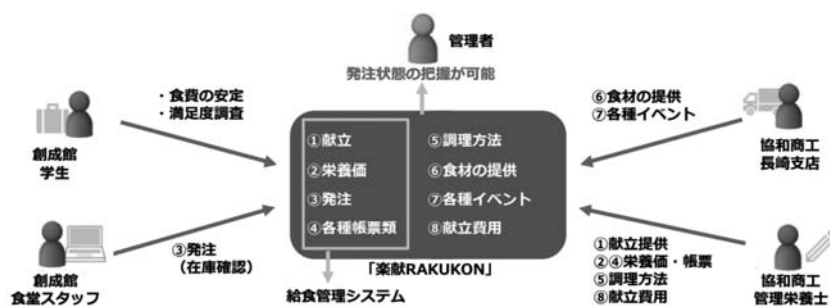 管理者
発注状態の把握が可能
・食費の安定
・満足度調査
創成館
学生
⑥食材の提供
⑦各種イベント
協和商工
長崎支店
①献立
②栄養価
③発注
④各種帳票類
⑤調理方法
⑥食材の提供
⑦各種イベント
⑧献立費用
「楽献RAKUKON」
③発注
(在庫確認)
創成館
食堂スタッフ
給食管理システム
①献立提供
②④栄養価・帳票
⑤調理方法
⑧献立費用
協和商工
管理栄養士